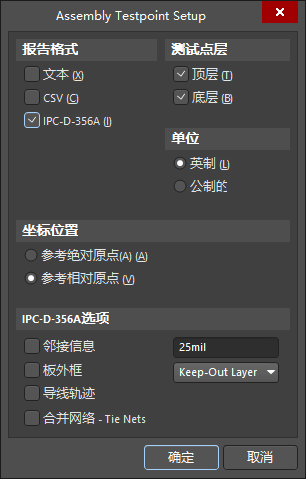 Assembly Testpoint Setup
报告格式
文本 (X)
CSV (C)
IPC-D-356A (I)
测试点层
顶层 (T)
底层 (B)
单位
英制 (L)
公制的
坐标位置
参考绝对原点(A) (A)
参考相对原点 (V)
IPC-D-356A选项
邻接信息 25mil
板外框 Keep-Out Layer
导线轨迹
合并网络 - Tie Nets
确定 取消